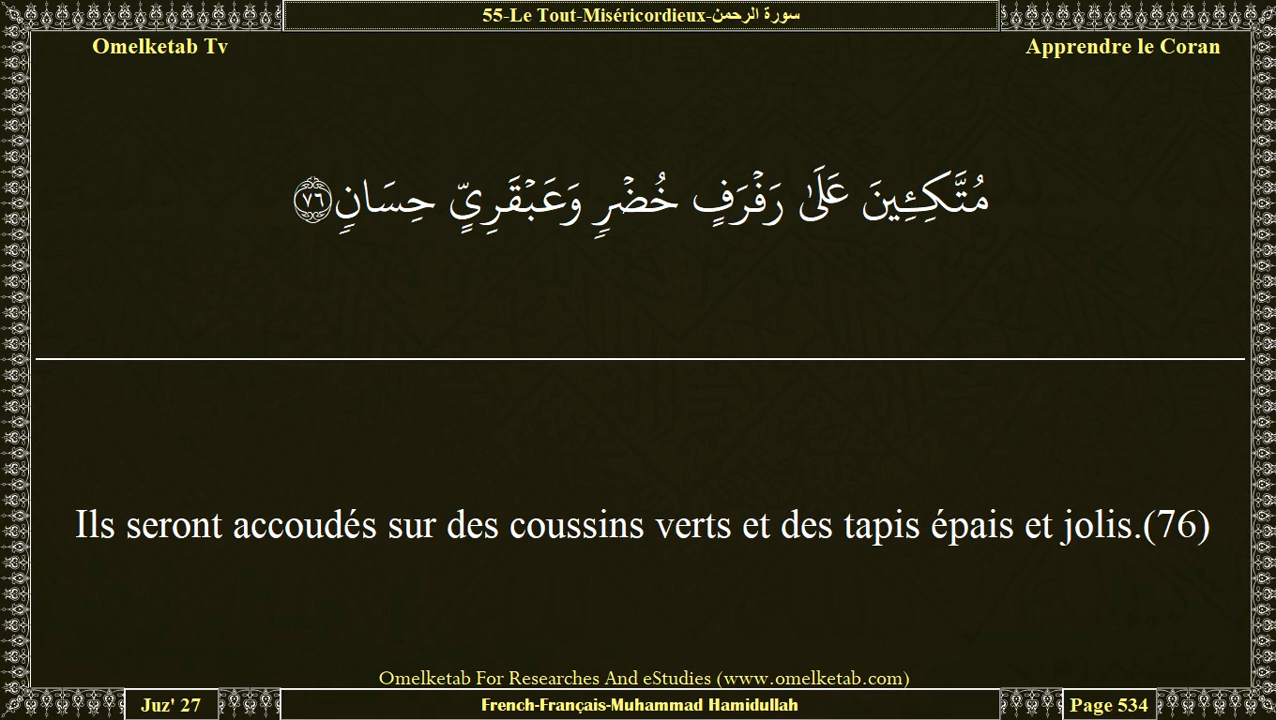 55-Le Tout-Miséricordieux-سورة الرحمن
Omelketab Tv
Apprendre le Coran
مُتَّكِـِٔينَ عَلَىٰ رَفۡرَفٍ خُضۡرٖ وَعَبۡقَرِيٍّ حِسَانٖ ٧٦
Ils seront accoudés sur des coussins verts et des tapis épais et jolis.(76)
Omelketab For Researches And eStudies (www.omelketab.com)
Juz' 27
French-Français-Muhammad Hamidullah
Page 534